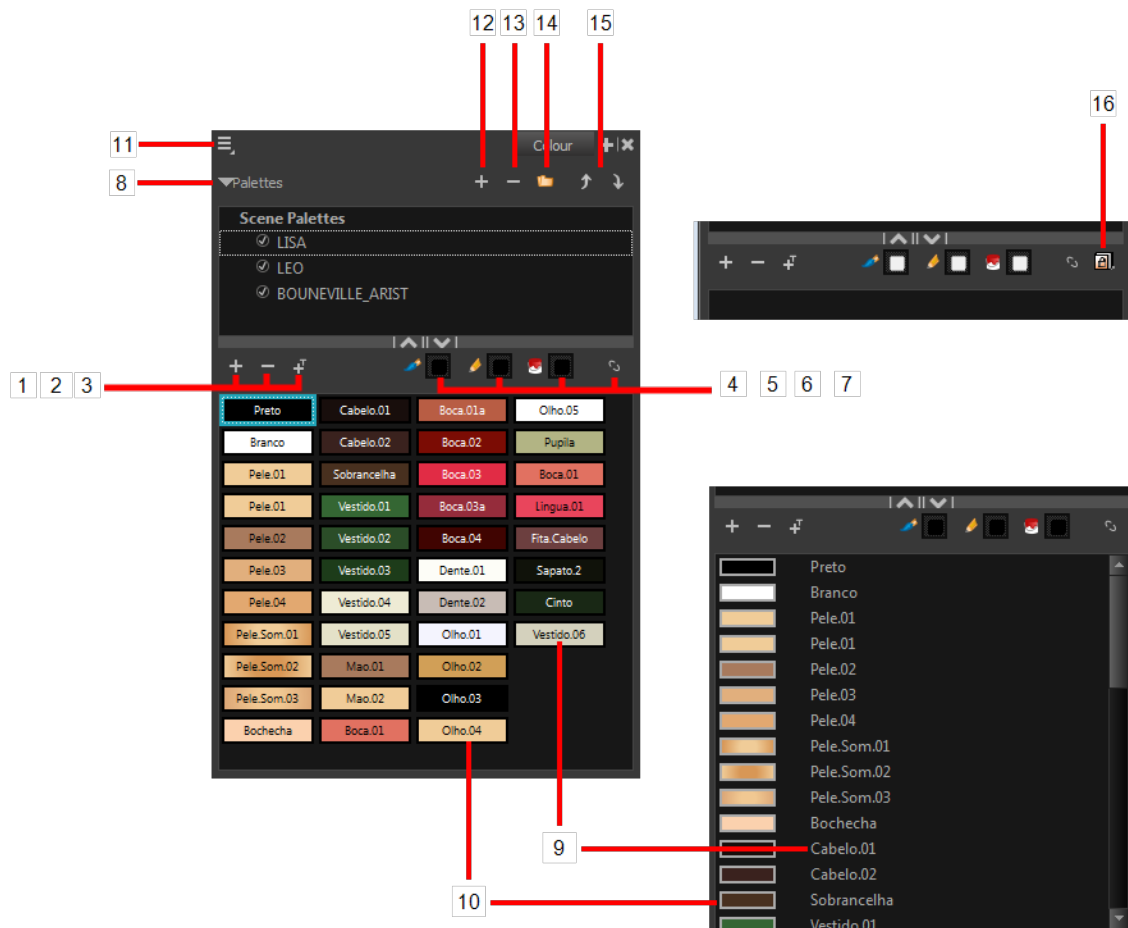 12 13 14 15
16
11
Colour
8
Palettes
Scene Palettes
LISA
LEO
BOUNEVILLE_ARIST
T
T
1 2 3
4 5 6 7
Preto Cabelo.01 Boca.01a Olho.05
Branco Cabelo.02 Boca.02 Pupila
Pele.01 Sobrancelha Boca.03 Boca.01
Pele.01 Vestido.01 Boca.03a Lingua.01
Pele.02 Vestido.02 Boca.04 Fita.Cabelo
Pele.03 Vestido.03 Dente.01 Sapato.2
Pele.04 Vestido.04 Dente.02 Cinto
Pele.Som.01 Vestido.05 Olho.01 Vestido.06
Pele.Som.02 Mao.01 Olho.02
Pele.Som.03 Mao.02 Olho.03
Bochecha Boca.01 Olho.04
T
Preto
Branco
Pele.01
Pele.01
Pele.02
Pele.03
Pele.04
Pele.Som.01
Pele.Som.02
Pele.Som.03
Bochecha
9
Cabelo.01
Cabelo.02
10
Sobrancelha
Vestido.01